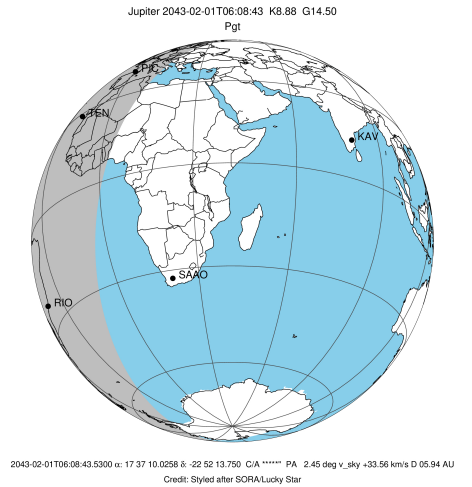 Jupiter 2043-02-01T06:08:43 K8.88 G14.50
Pgt
PIC
TEN
KAV
SAAO
RIO
2043-02-01T06:08:43.5300 α: 17 37 10.0258 δ: -22 52 13.750 C/A *****" PA 2.45 deg v_sky +33.56 km/s D 05.94 AU
Credit: Styled after SORA/Lucky Star